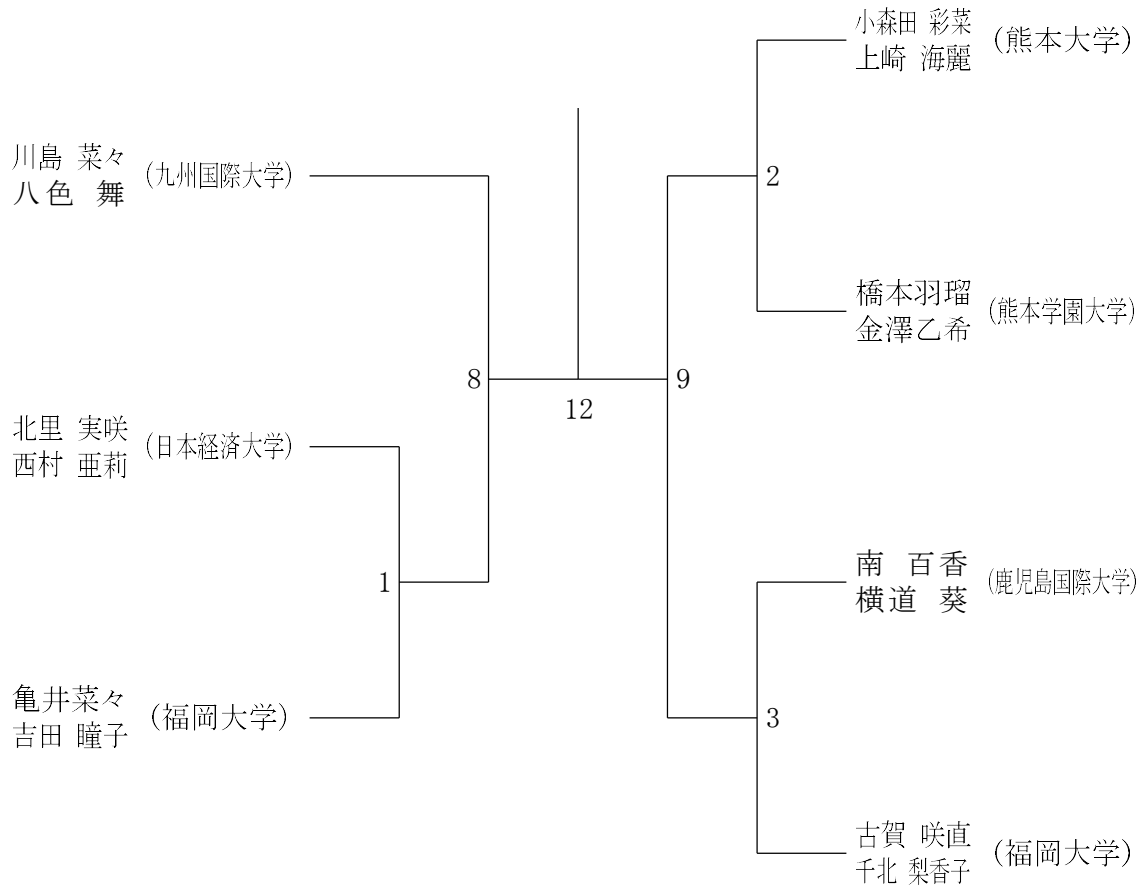 川島 菜々
八色 舞
(九州国際大学)
北里 実咲
西村 亜莉
(日本経済大学)
亀井菜々
吉田 瞳子
(福岡大学)
1
8
12
9
2
3
小森田 彩菜
上崎 海麗
(熊本大学)
橋本羽瑠
金澤乙希
(熊本学園大学)
南 百香
横道 葵
(鹿児島国際大学)
古賀 咲直
千北 梨香子
(福岡大学)